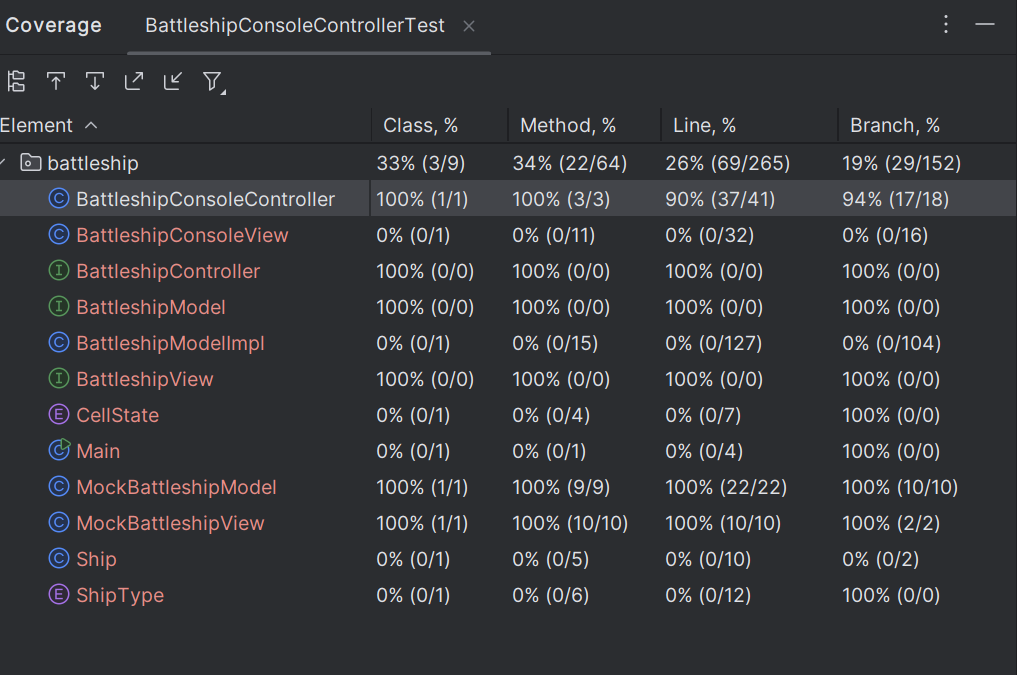 Coverage BattleshipConsoleControllerTest
Element Class, % Method, % Line, % Branch, %
battleship 33% (3/9) 34% (22/64) 26% (69/265) 19% (29/152)
C BattleshipConsoleController 100% (1/1) 100% (3/3) 90% (37/41) 94% (17/18)
C BattleshipConsoleView 0% (0/1) 0% (0/11) 0% (0/32) 0% (0/16)
I BattleshipController 100% (0/0) 100% (0/0) 100% (0/0) 100% (0/0)
I BattleshipModel 100% (0/0) 100% (0/0) 100% (0/0) 100% (0/0)
C BattleshipModelImpl 0% (0/1) 0% (0/15) 0% (0/127) 0% (0/104)
I BattleshipView 100% (0/0) 100% (0/0) 100% (0/0) 100% (0/0)
E CellState 0% (0/1) 0% (0/4) 0% (0/7) 100% (0/0)
C Main 0% (0/1) 0% (0/1) 0% (0/4) 100% (0/0)
C MockBattleshipModel 100% (1/1) 100% (9/9) 100% (22/22) 100% (10/10)
C MockBattleshipView 100% (1/1) 100% (10/10) 100% (10/10) 100% (2/2)
C Ship 0% (0/1) 0% (0/5) 0% (0/10) 0% (0/2)
E ShipType 0% (0/1) 0% (0/6) 0% (0/12) 100% (0/0)